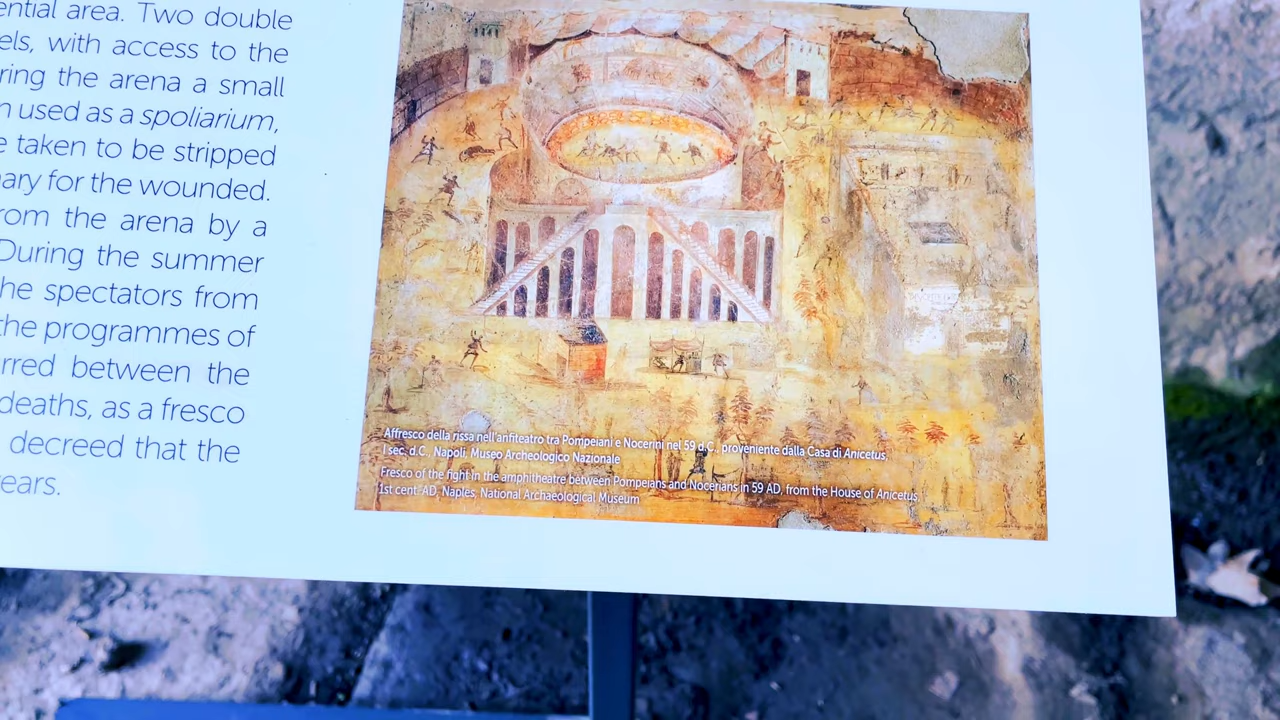 ential area. Two double
els, with access to the
ring the arena a small
n used as a spoliarium,
e taken to be stripped
ary for the wounded.
rom the arena by a
During the summer
he spectators from
the programmes of
rred between the
deaths, as a fresco
decreed that the
ears.
Affresco della rissa nell'anfiteatro tra Pompeiani e Nocerini nel 59 d.C., proveniente dalla Casa di Anicetus,
I sec. d.C., Napoli, Museo Archeologico Nazionale
Fresco of the fight in the amphitheatre between Pompeians and Nocerians in 59 AD, from the House of Anicetus,
1st cent. AD, Naples, National Archaeological Museum